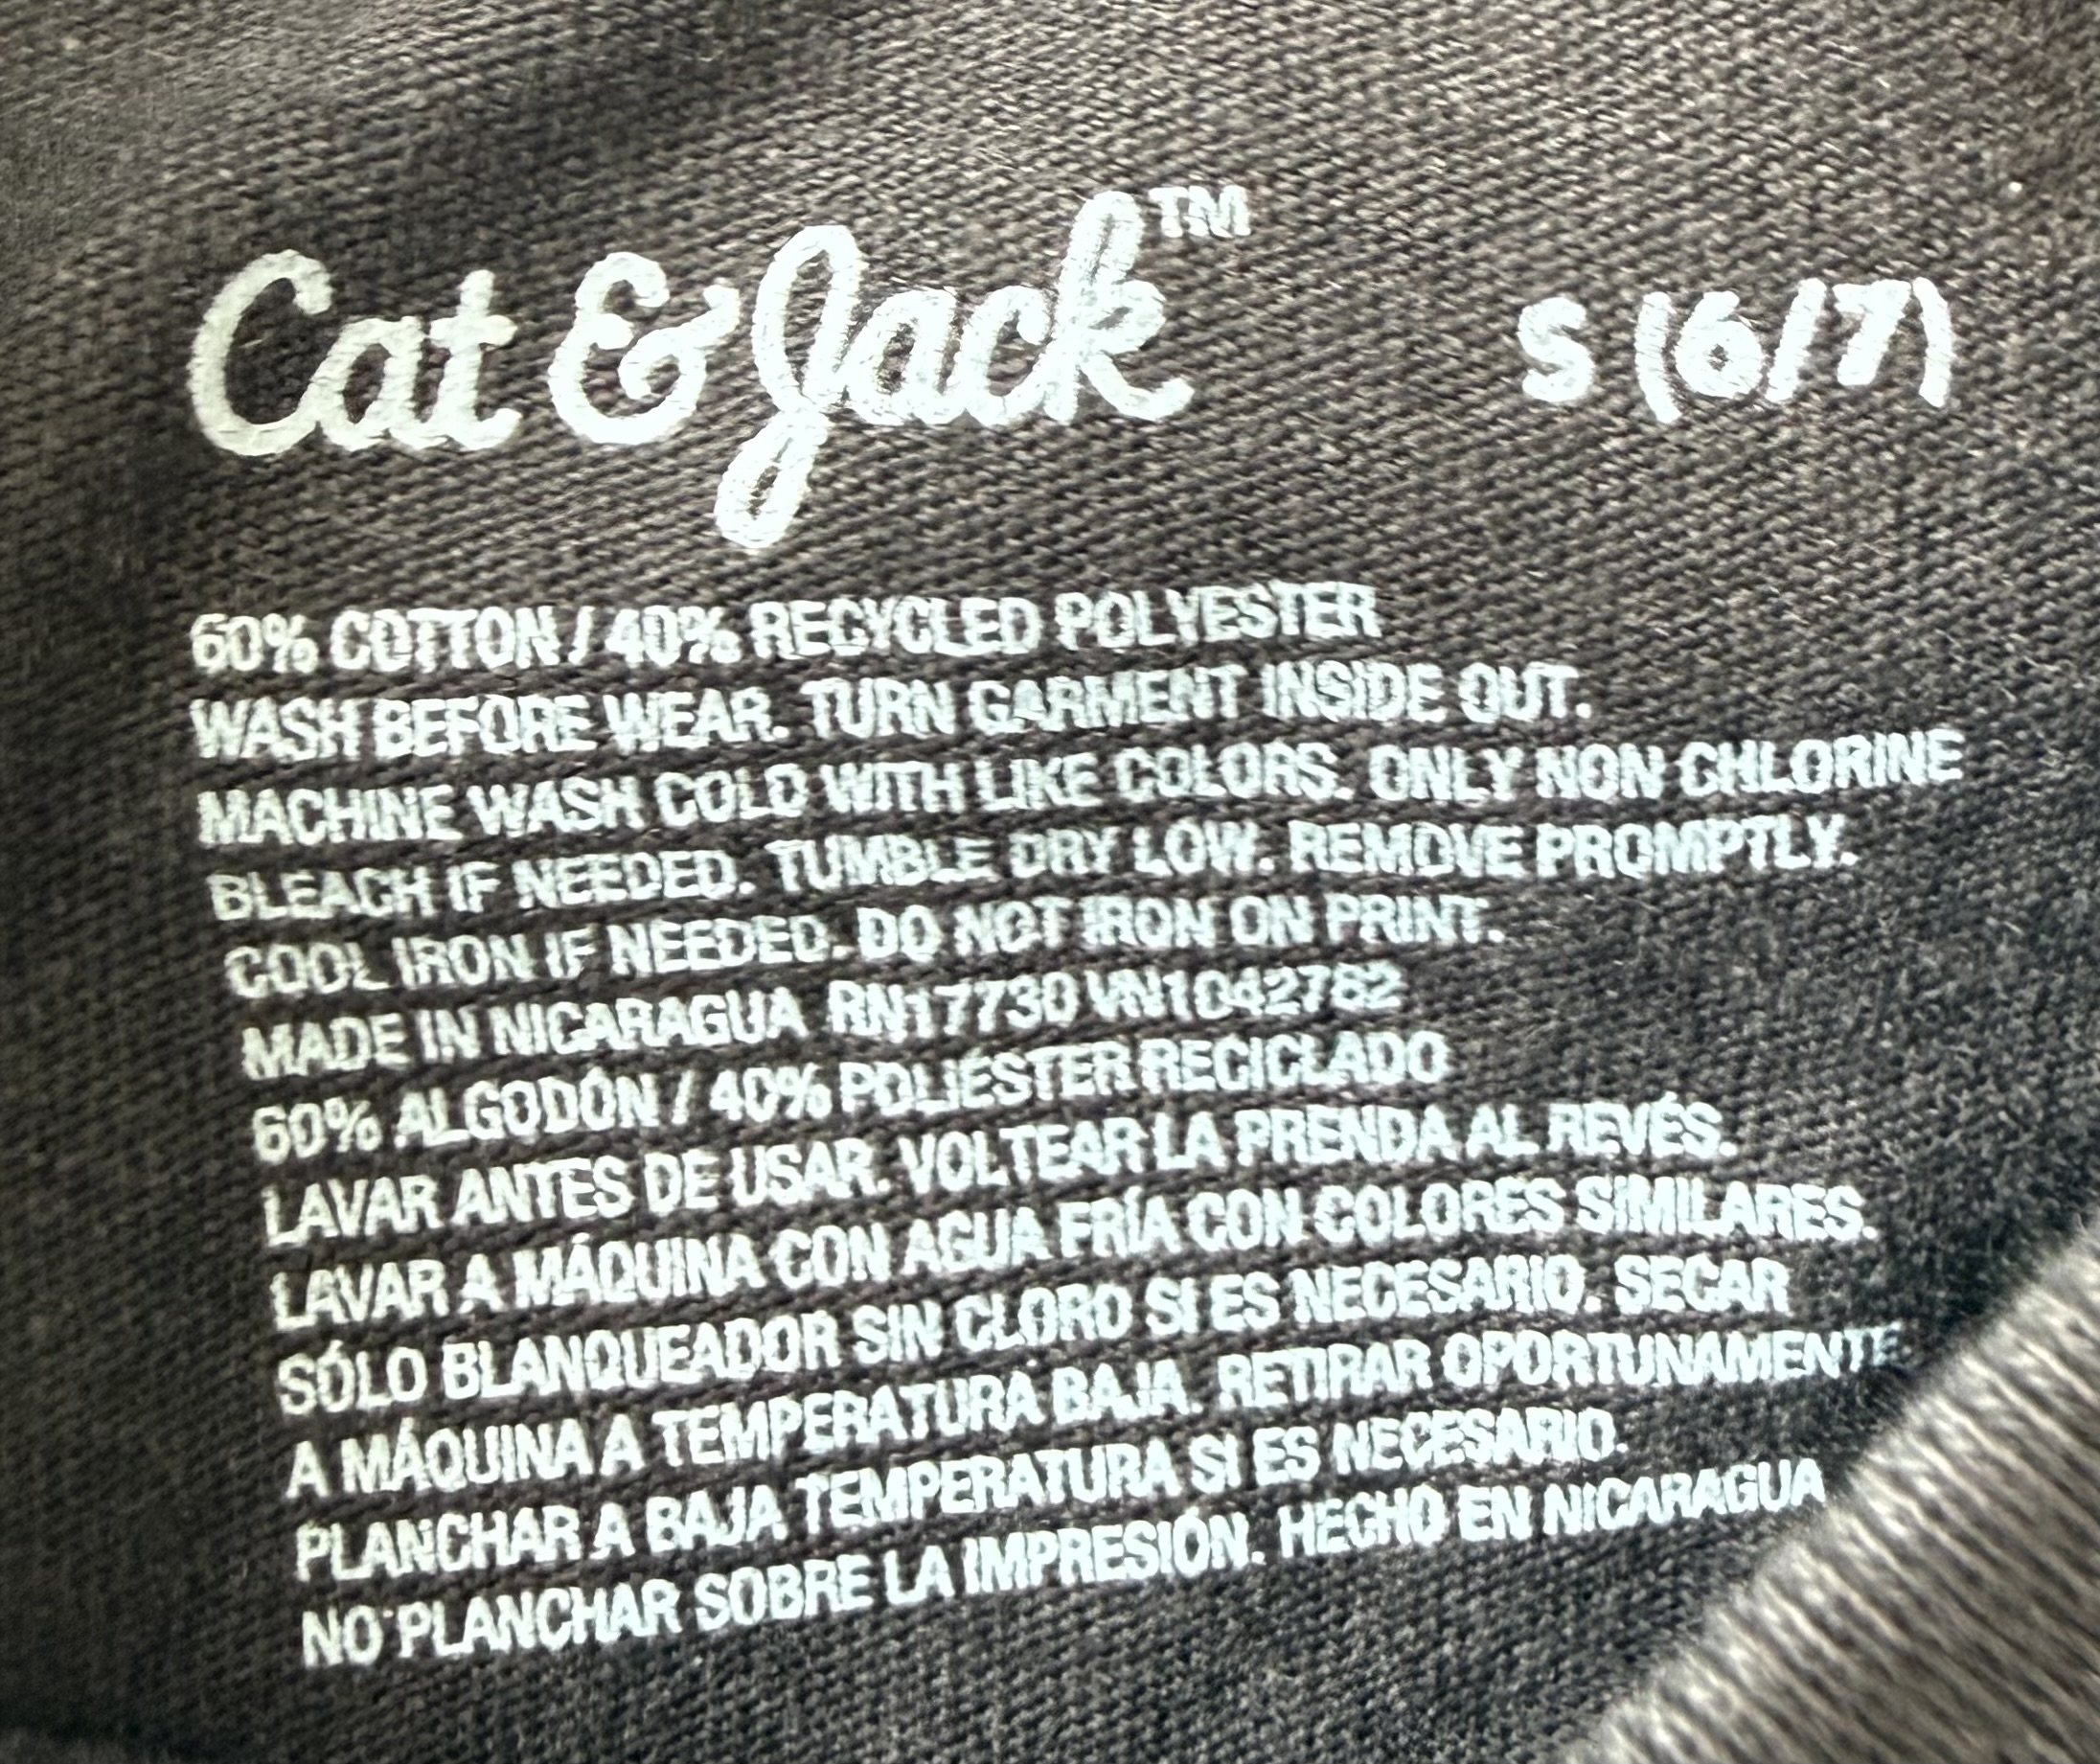 Cat & Jack™ S (6/7)
60% COTTON / 40% RECYCLED POLYESTER
WASH BEFORE WEAR. TURN GARMENT INSIDE OUT.
MACHINE WASH COLD WITH LIKE COLORS. ONLY NON-CHLORINE
BLEACH IF NEEDED. TUMBLE DRY LOW. REMOVE PROMPTLY.
COOL IRON IF NEEDED. DO NOT IRON ON PRINT.
MADE IN NICARAGUA RN17730 VN1042782
60% ALGODÓN / 40% POLIÉSTER RECICLADO
LAVAR ANTES DE USAR. VOLTEAR LA PRENDA AL REVÉS.
LAVAR A MÁQUINA CON AGUA FRÍA CON COLORES SIMILARES.
SÓLO BLANQUEADOR SIN CLORO SI ES NECESARIO. SECAR
A MÁQUINA A TEMPERATURA BAJA. RETIRAR OPORTUNAMENTE.
PLANCHAR A BAJA TEMPERATURA SI ES NECESARIO.
NO PLANCHAR SOBRE LA IMPRESIÓN. HECHO EN NICARAGUA